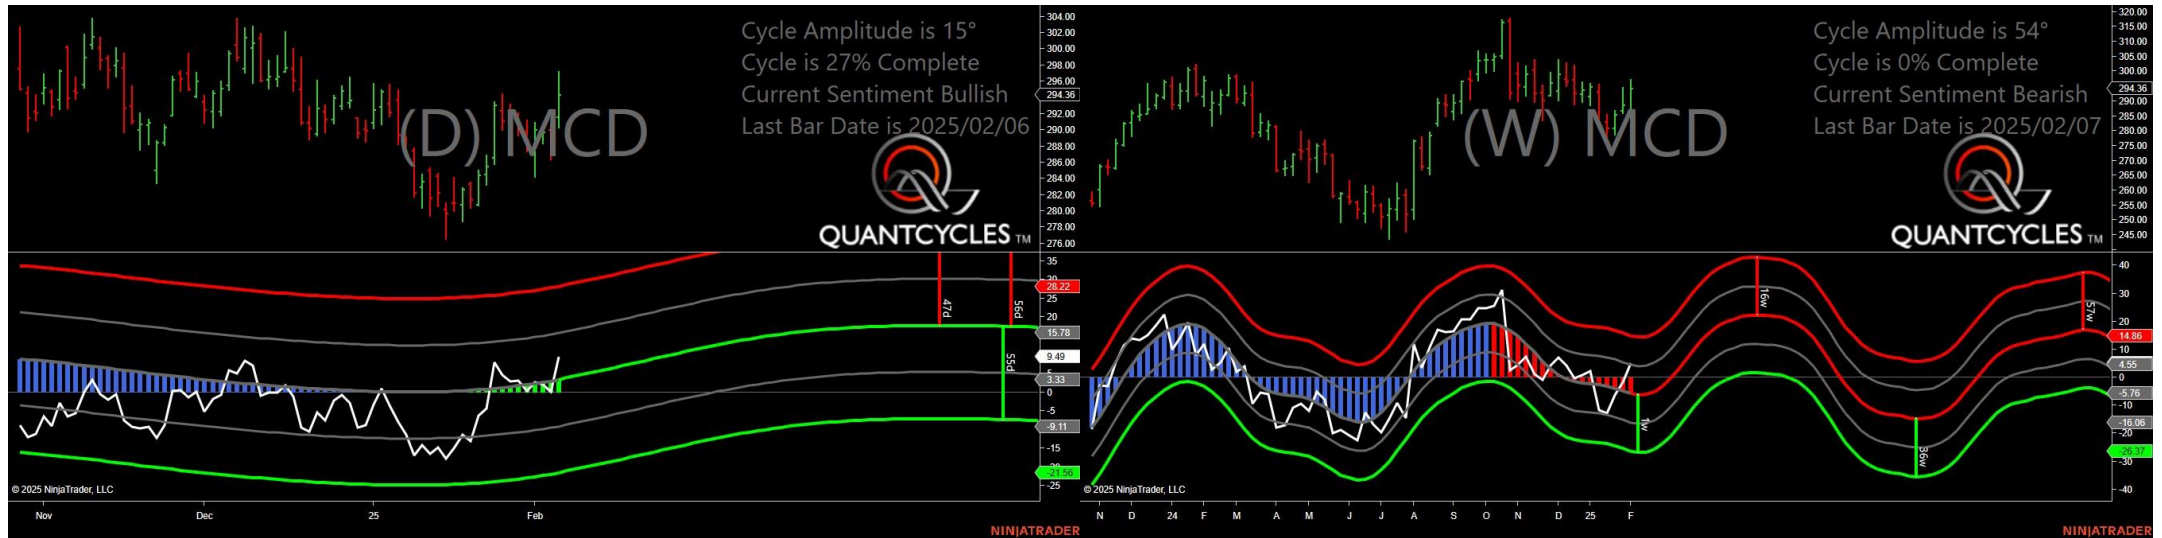 Cycle Amplitude is 15°
Cycle is 27% Complete
Current Sentiment Bullish
Last Bar Date is 2025/02/06
(D) MCD
QUANTCYCLES TM
304.00
302.00
300.00
298.00
296.00
294.36
292.00
290.00
288.00
286.00
284.00
282.00
280.00
278.00
276.00
35
30
28.22
25
20
15.78
9.49
5
3.33
0
-5
-9.11
-15
-21.56
-25
47d
56d
55d
© 2025 NinjaTrader, LLC
Nov Dec 25 Feb
NINJATRADER
Cycle Amplitude is 54°
Cycle is 0% Complete
Current Sentiment Bearish
Last Bar Date is 2025/02/07
(W) MCD
QUANTCYCLES TM
320.00
315.00
310.00
305.00
300.00
294.36
290.00
285.00
280.00
275.00
270.00
265.00
260.00
255.00
250.00
245.00
40
30
20
14.86
10
4.55
0
-5.76
-10
-16.06
-20
-26.37
-30
-40
16w
57w
1w
36w
© 2025 NinjaTrader, LLC
N D 24 F M A M J J A S O N D 25 F
NINJATRADER